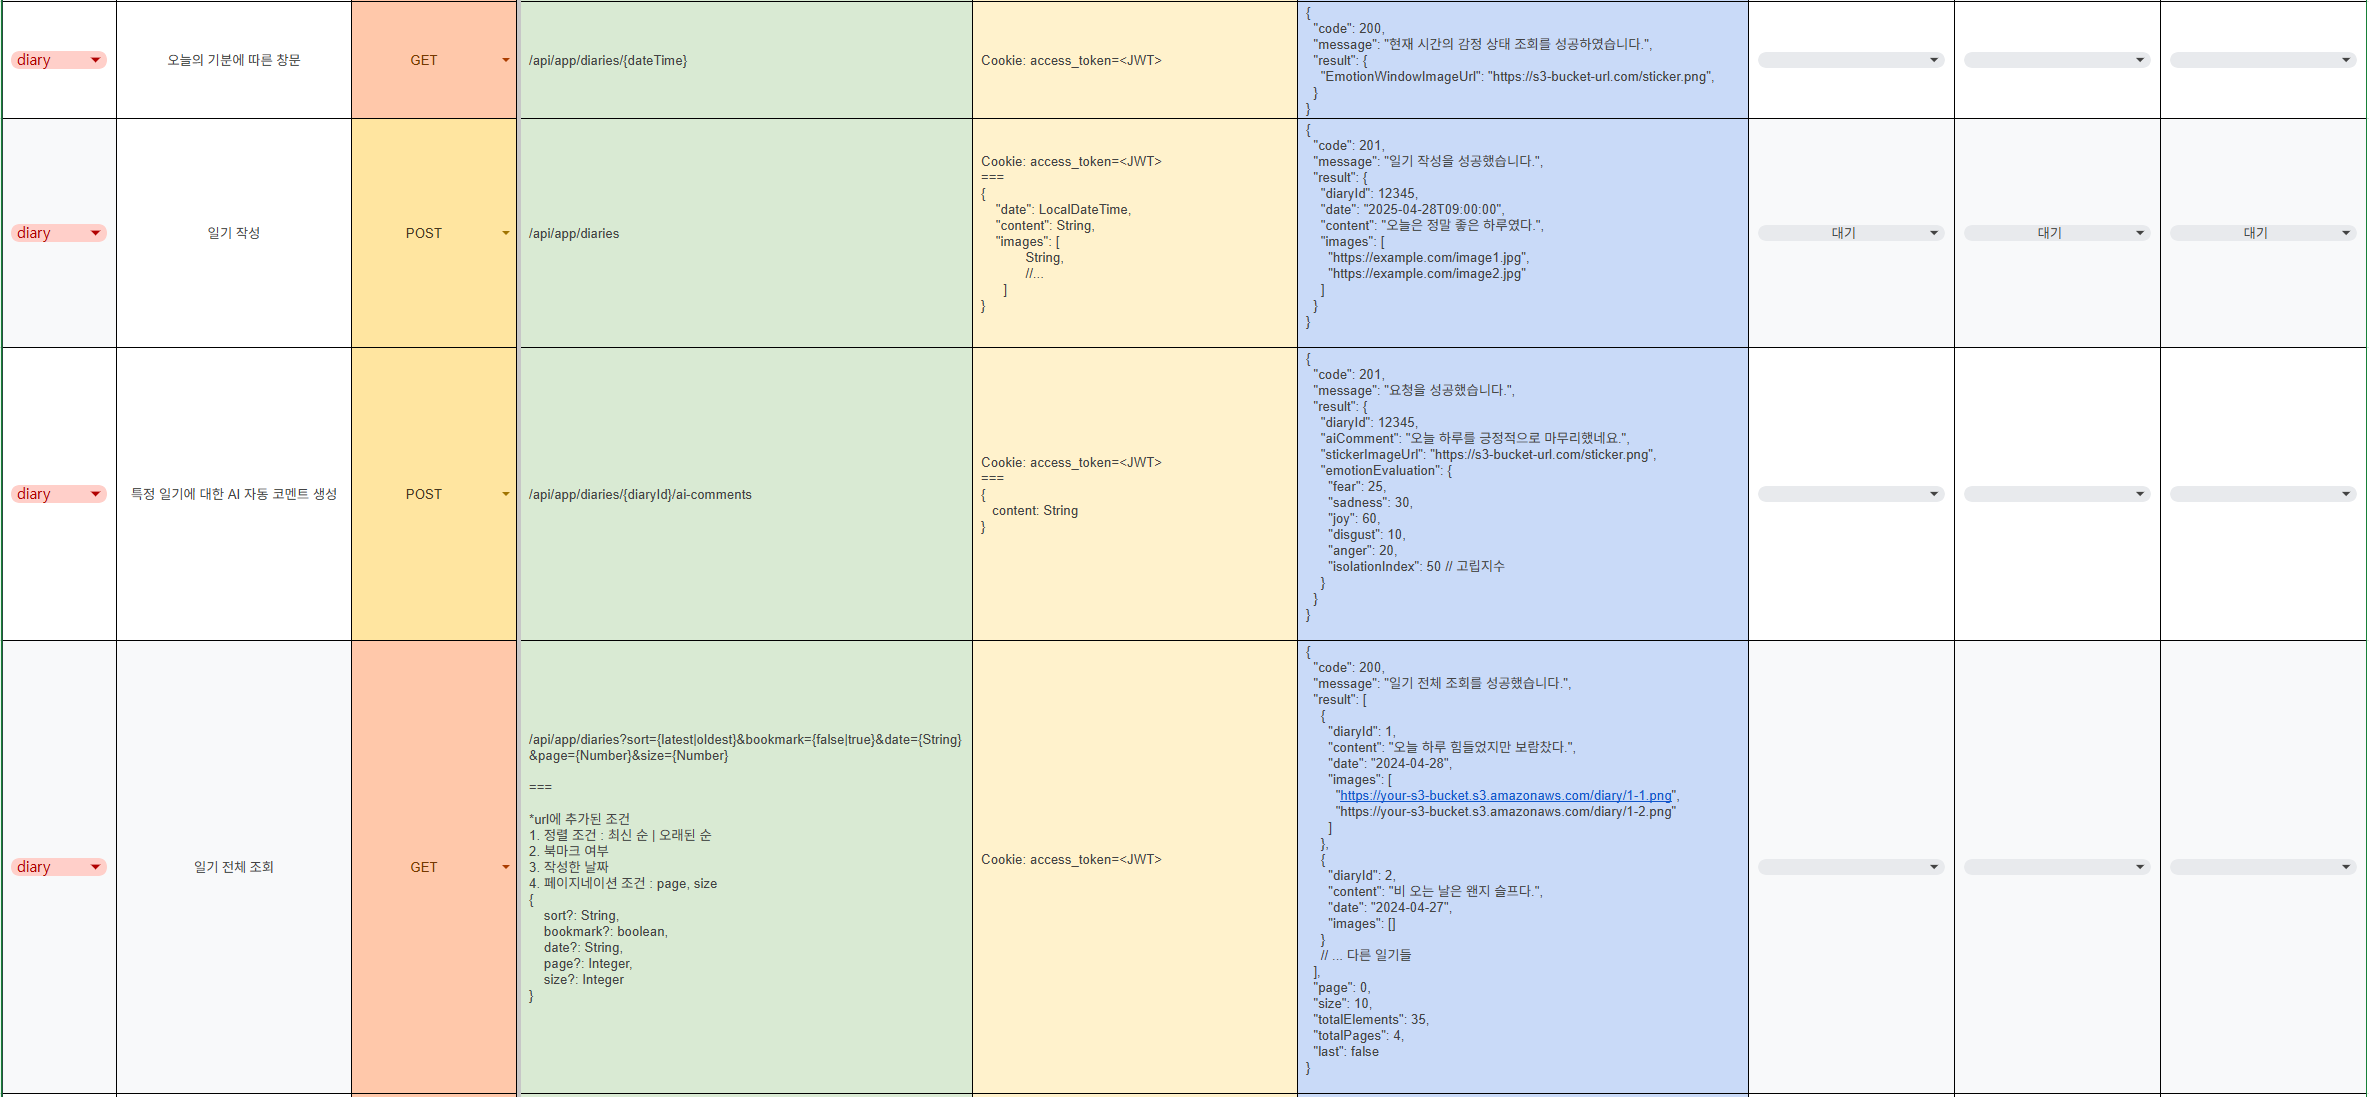 diary
오늘의 기분에 따른 창문
GET
/api/app/diaries/{dateTime}
Cookie: access_token=<JWT>
{
"code": 200,
"message": "현재 시간의 감정 상태 조회를 성공하였습니다.",
"result": {
"EmotionWindowImageUrl": "https://s3-bucket-url.com/sticker.png",
}
}
diary
일기 작성
POST
/api/app/diaries
Cookie: access_token=<JWT>
===
{
"date": LocalDateTime,
"content": String,
"images": [
String,
//...
]
}
{
"code": 201,
"message": "일기 작성을 성공했습니다.",
"result": {
"diaryId": 12345,
"date": "2025-04-28T09:00:00",
"content": "오늘은 정말 좋은 하루였다.",
"images": [
"https://example.com/image1.jpg",
"https://example.com/image2.jpg"
]
}
}
대기
대기
대기
diary
특정 일기에 대한 AI 자동 코멘트 생성
POST
/api/app/diaries/{diaryId}/ai-comments
Cookie: access_token=<JWT>
===
{
content: String
}
{
"code": 201,
"message": "요청을 성공했습니다.",
"result": {
"diaryId": 12345,
"aiComment": "오늘 하루를 긍정적으로 마무리했네요.",
"stickerImageUrl": "https://s3-bucket-url.com/sticker.png",
"emotionEvaluation": {
"fear": 25,
"sadness": 30,
"joy": 60,
"disgust": 10,
"anger": 20,
"isolationIndex": 50 // 고립지수
}
}
}
diary
일기 전체 조회
GET
/api/app/diaries?sort={latest|oldest}&bookmark={false|true}&date={String}
&page={Number}&size={Number}
===
*url에 추가된 조건
1. 정렬 조건 : 최신 순 | 오래된 순
2. 북마크 여부
3. 작성한 날짜
4. 페이지네이션 조건 : page, size
{
sort?: String,
bookmark?: boolean,
date?: String,
page?: Integer,
size?: Integer
}
Cookie: access_token=<JWT>
{
"code": 200,
"message": "일기 전체 조회를 성공했습니다.",
"result": [
{
"diaryId": 1,
"content": "오늘 하루 힘들었지만 보람찼다.",
"date": "2024-04-28",
"images": [
"https://your-s3-bucket.s3.amazonaws.com/diary/1-1.png",
"https://your-s3-bucket.s3.amazonaws.com/diary/1-2.png"
]
},
{
"diaryId": 2,
"content": "비 오는 날은 왠지 슬프다.",
"date": "2024-04-27",
"images": []
}
// ... 다른 일기들
],
"page": 0,
"size": 10,
"totalElements": 35,
"totalPages": 4,
"last": false
}